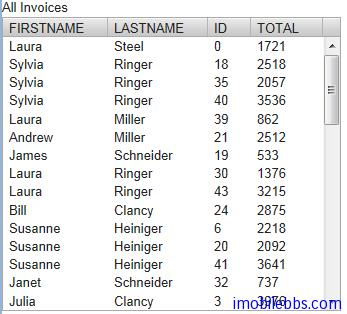 All Invoices
FIRSTNAME LASTNAME ID TOTAL
Laura Steel 0 1721
Sylvia Ringer 18 2518
Sylvia Ringer 35 2057
Sylvia Ringer 40 3536
Laura Miller 39 862
Andrew Miller 21 2512
James Schneider 19 533
Laura Ringer 30 1376
Laura Ringer 43 3215
Bill Clancy 24 2875
Susanne Heiniger 6 2218
Susanne Heiniger 20 2092
Susanne Heiniger 41 3641
Janet Schneider 32 737
Julia Clancy 3
imobilebbs.com